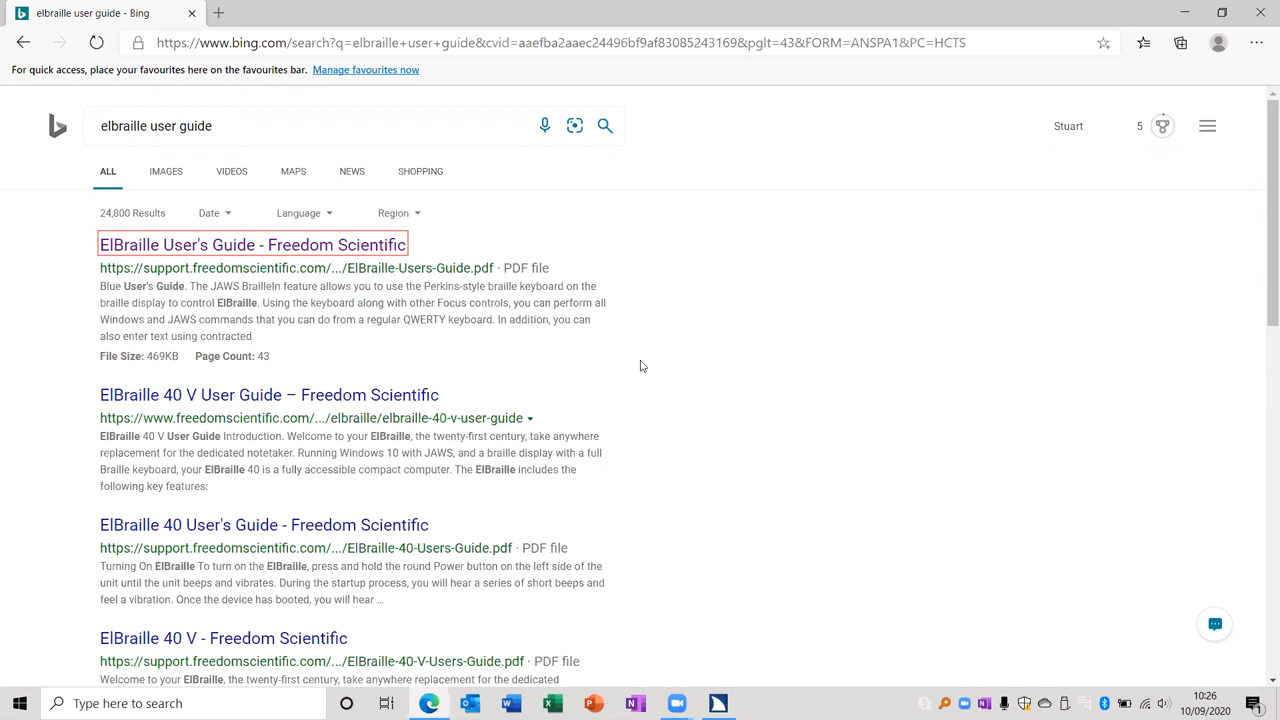 elbraille user guide - Bing
https://www.bing.com/search?q=elbraille+user+guide&cvid=aaefba2aaec24496bf9af83085243169&pglt=43&FORM=ANSPA1&PC=HCTS
For quick access, place your favourites here on the favourites bar. Manage favourites now
elbraille user guide
Stuart 5
ALL IMAGES VIDEOS MAPS NEWS SHOPPING
24,800 Results Date Language Region
ElBraille User's Guide - Freedom Scientific
https://support.freedomscientific.com/.../ElBraille-Users-Guide.pdf · PDF file
Blue User's Guide. The JAWS BrailleIn feature allows you to use the Perkins-style braille keyboard on the
braille display to control ElBraille. Using the keyboard along with other Focus controls, you can perform all
Windows and JAWS commands that you can do from a regular QWERTY keyboard. In addition, you can
also enter text using contracted
File Size: 469KB Page Count: 43
ElBraille 40 V User Guide – Freedom Scientific
https://www.freedomscientific.com/.../elbraille/elbraille-40-v-user-guide
ElBraille 40 V User Guide Introduction. Welcome to your ElBraille, the twenty-first century, take anywhere
replacement for the dedicated notetaker. Running Windows 10 with JAWS, and a braille display with a full
Braille keyboard, your ElBraille 40 is a fully accessible compact computer. The ElBraille includes the
following key features:
ElBraille 40 User's Guide - Freedom Scientific
https://support.freedomscientific.com/.../ElBraille-40-Users-Guide.pdf · PDF file
Turning On ElBraille To turn on the ElBraille, press and hold the round Power button on the left side of the
unit until the unit beeps and vibrates. During the startup process, you will hear a series of short beeps and
feel a vibration. Once the device has booted, you will hear ...
ElBraille 40 V - Freedom Scientific
https://support.freedomscientific.com/.../ElBraille-40-V-Users-Guide.pdf · PDF file
Welcome to your ElBraille, the twenty-first century, take anywhere replacement for the dedicated
Type here to search
10:26
10/09/2020